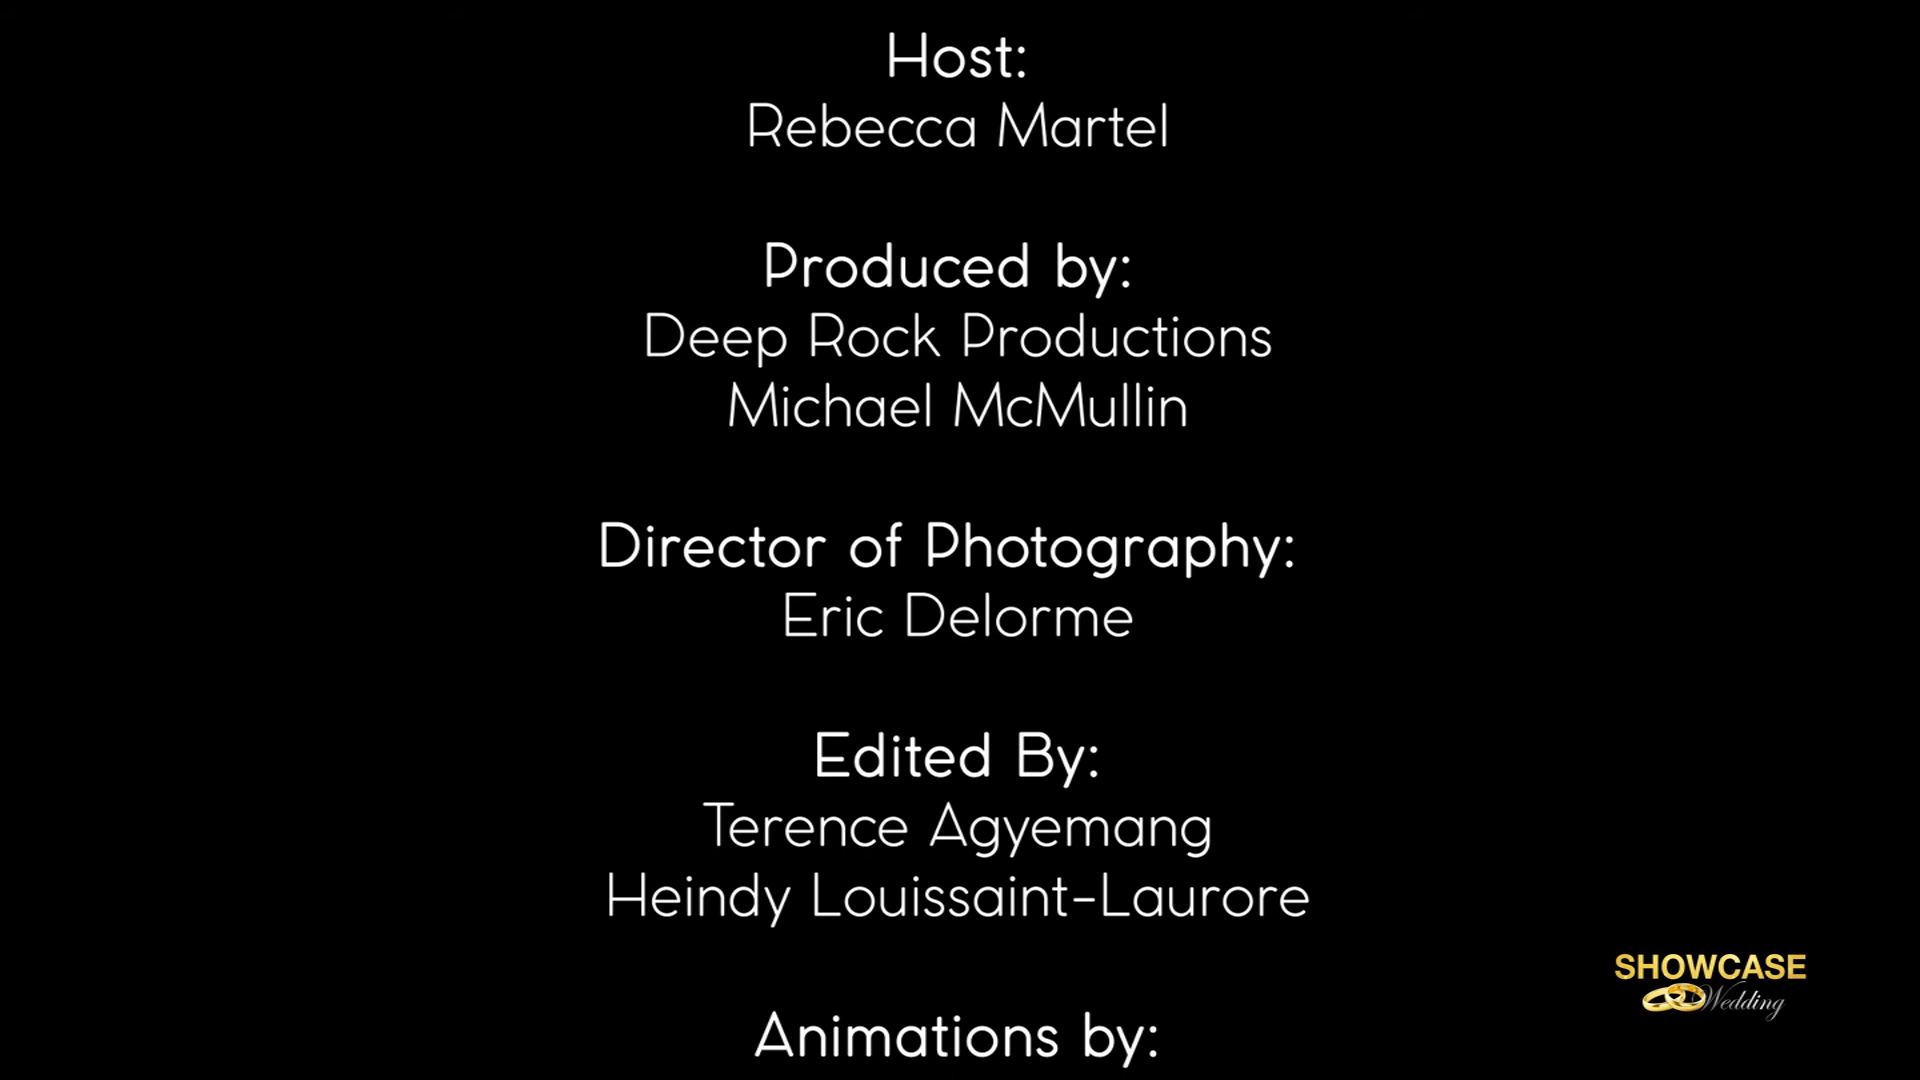 Host:
Rebecca Martel
Produced by:
Deep Rock Productions
Michael McMullin
Director of Photography:
Eric Delorme
Edited By:
Terence Agyemang
Heindy Louissaint-Laurore
Animations by:
SHOWCASE
Wedding